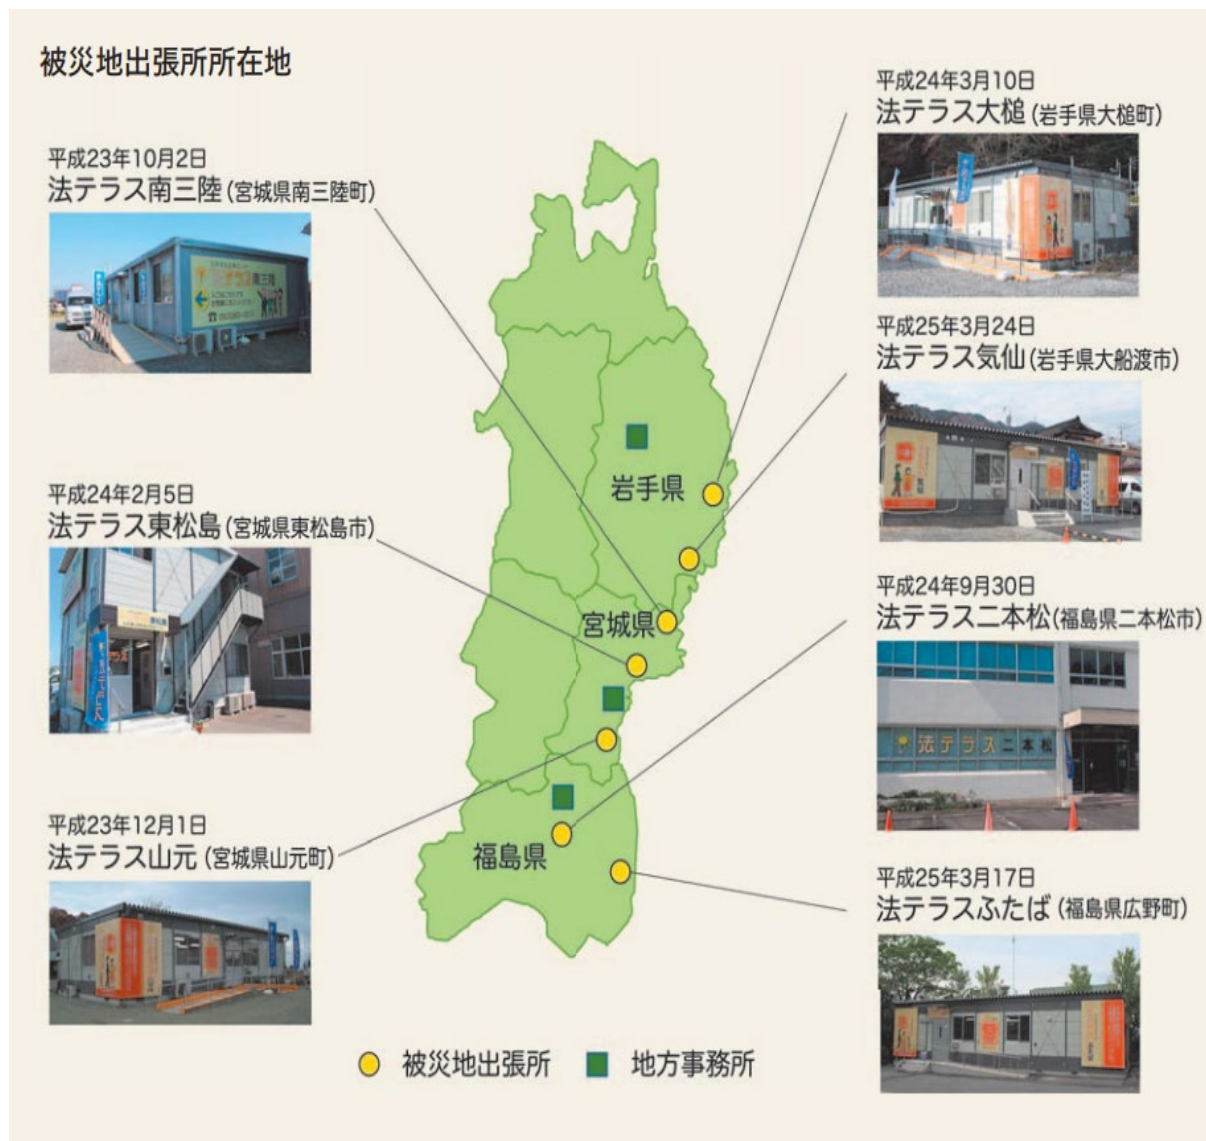 被災地出張所所在地
平成23年10月2日
法テラス南三陸(宮城県南三陸町)
平成24年2月5日
法テラス東松島(宮城県東松島市)
平成23年12月1日
法テラス山元(宮城県山元町)
平成24年3月10日
法テラス大槌(岩手県大槌町)
平成25年3月24日
法テラス気仙(岩手県大船渡市)
平成24年9月30日
法テラス二本松(福島県二本松市)
法テラス二本松
平成25年3月17日
法テラスふたば(福島県広野町)
岩手県
宮城県
福島県
被災地出張所
地方事務所